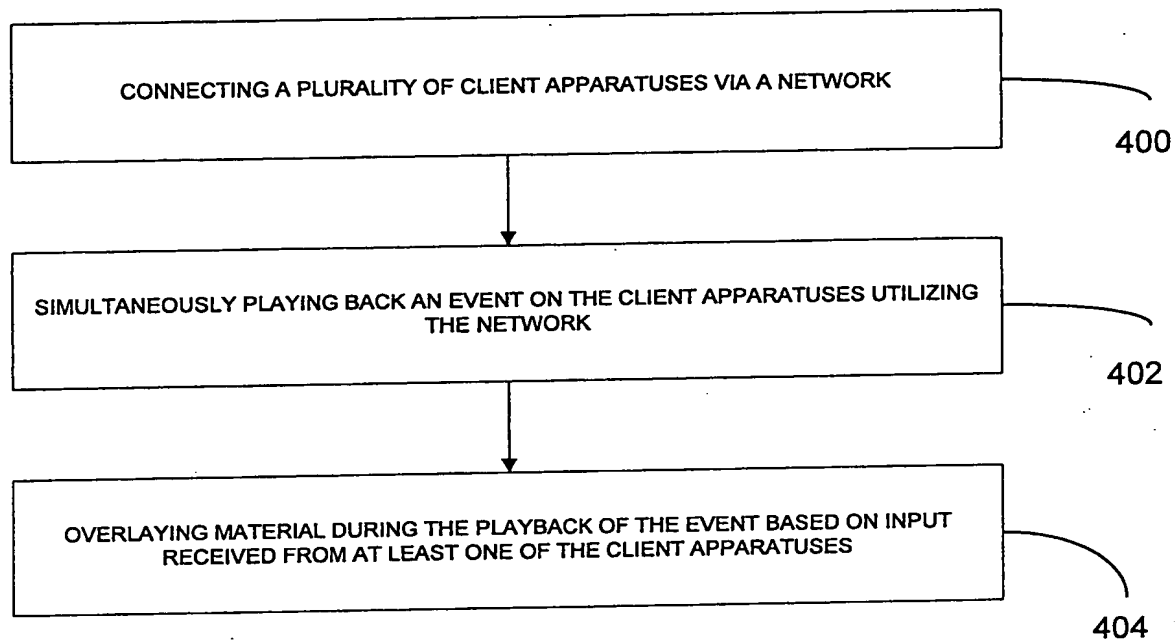 CONNECTING A PLURALITY OF CLIENT APPARATUSES VIA A NETWORK
400
SIMULTANEOUSLY PLAYING BACK AN EVENT ON THE CLIENT APPARATUSES UTILIZING
THE NETWORK
402
OVERLAYING MATERIAL DURING THE PLAYBACK OF THE EVENT BASED ON INPUT
RECEIVED FROM AT LEAST ONE OF THE CLIENT APPARATUSES
404